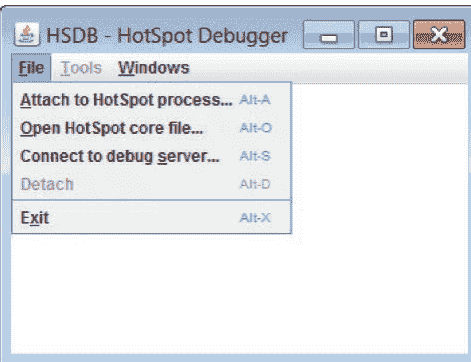 HSDB - HotSpot Debugger
File Tools Windows
Attach to HotSpot process... Alt-A
Open HotSpot core file... Alt-O
Connect to debug server... Alt-S
Detach Alt-D
Exit Alt-X